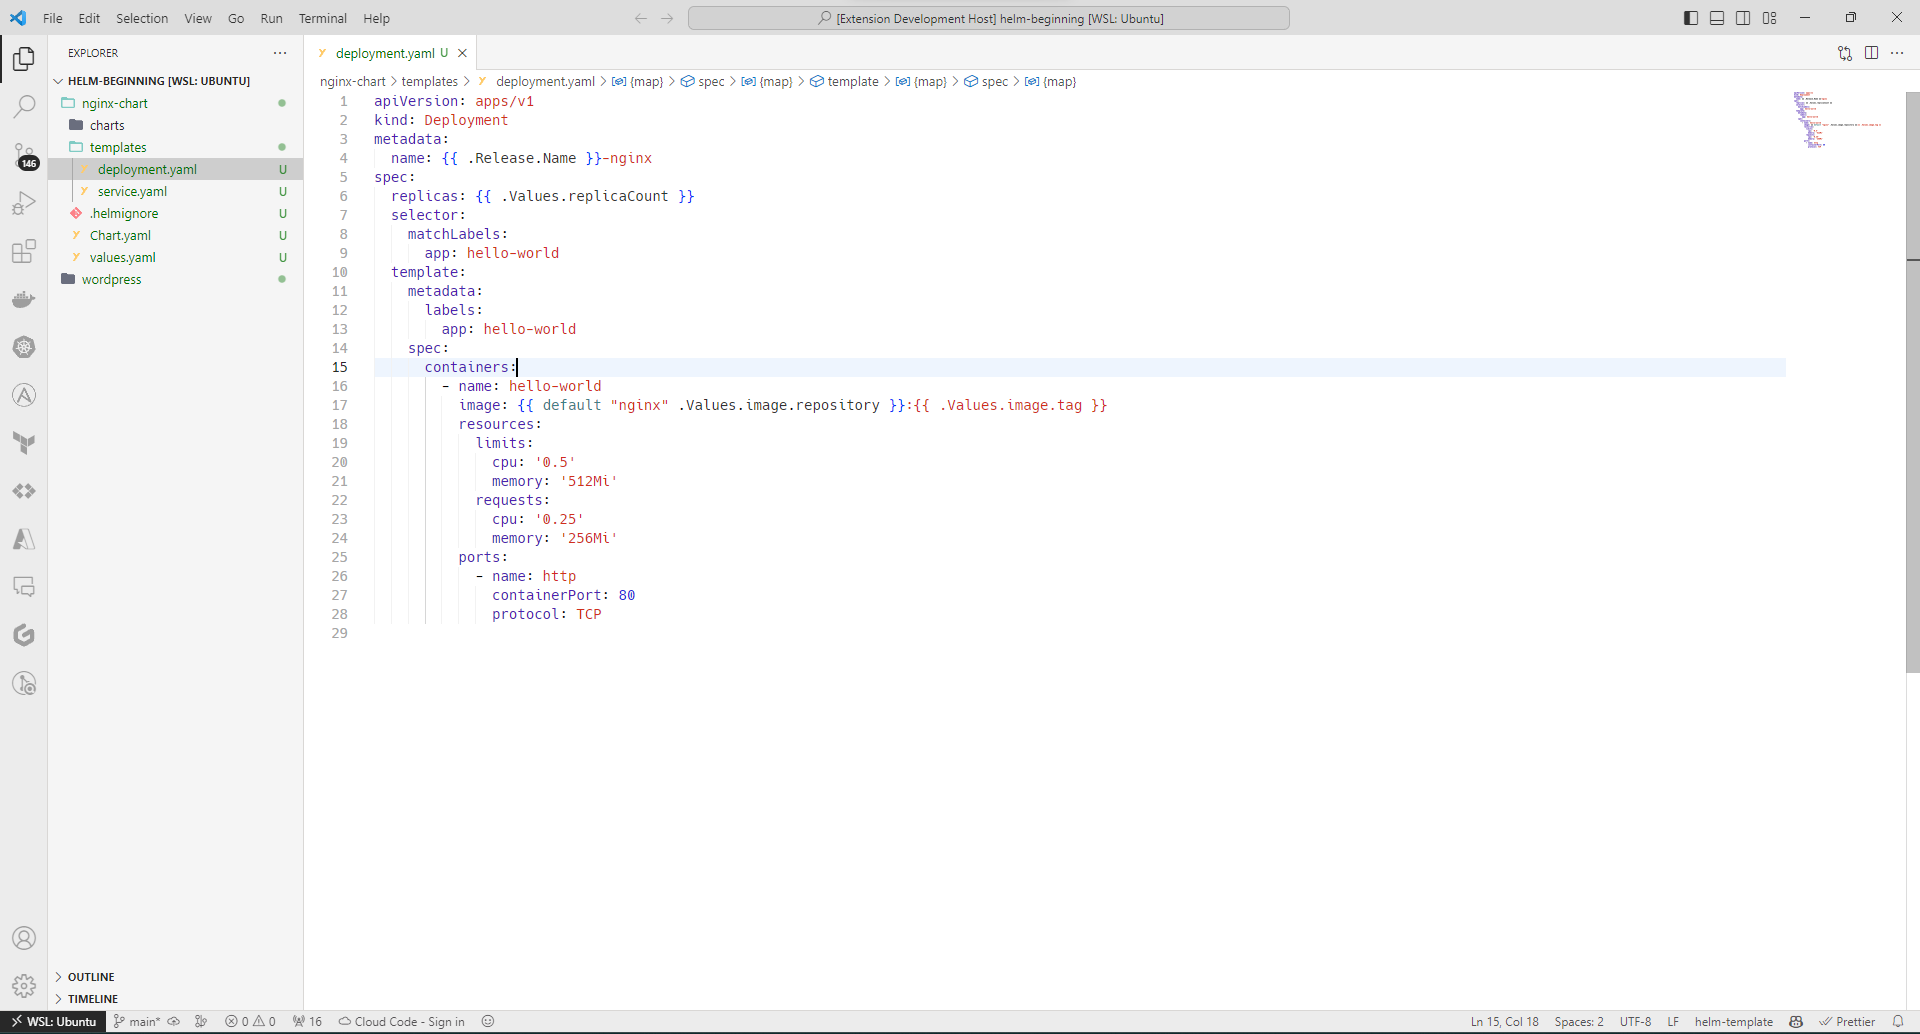 File Edit Selection View Go Run Terminal Help
[Extension Development Host] helm-beginning [WSL: Ubuntu]
EXPLORER
HELM-BEGINNING [WSL: UBUNTU]
nginx-chart
charts
templates
deployment.yaml U
service.yaml U
.helmignore U
Chart.yaml U
values.yaml U
wordpress
146
OUTLINE
TIMELINE
deployment.yaml U
nginx-chart > templates > deployment.yaml > {map} > spec > {map} > template > {map} > spec > {map}
1 apiVersion: apps/v1
2 kind: Deployment
3 metadata:
4   name: {{ .Release.Name }}-nginx
5 spec:
6   replicas: {{ .Values.replicaCount }}
7   selector:
8     matchLabels:
9       app: hello-world
10   template:
11     metadata:
12       labels:
13         app: hello-world
14     spec:
15       containers:
16         - name: hello-world
17           image: {{ default "nginx" .Values.image.repository }}:{{ .Values.image.tag }}
18           resources:
19             limits:
20               cpu: '0.5'
21               memory: '512Mi'
22             requests:
23               cpu: '0.25'
24               memory: '256Mi'
25           ports:
26             - name: http
27               containerPort: 80
28               protocol: TCP
29
WSL: Ubuntu main* 0 0 16 Cloud Code - Sign in Ln 15, Col 18 Spaces: 2 UTF-8 LF helm-template Prettier